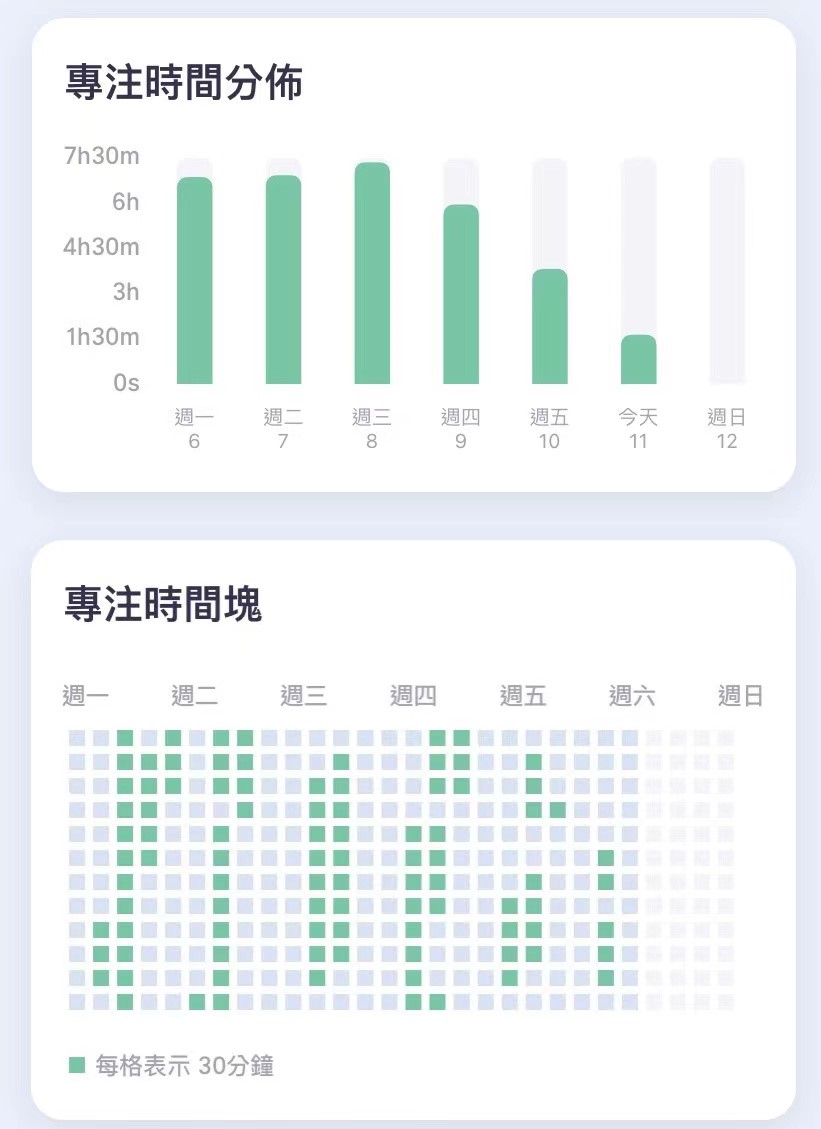 專注時間分佈
7h30m
6h
4h30m
3h
1h30m
0s
週一 週二 週三 週四 週五 今天 週日
6 7 8 9 10 11 12
專注時間塊
週一 週二 週三 週四 週五 週六 週日
每格表示 30分鐘